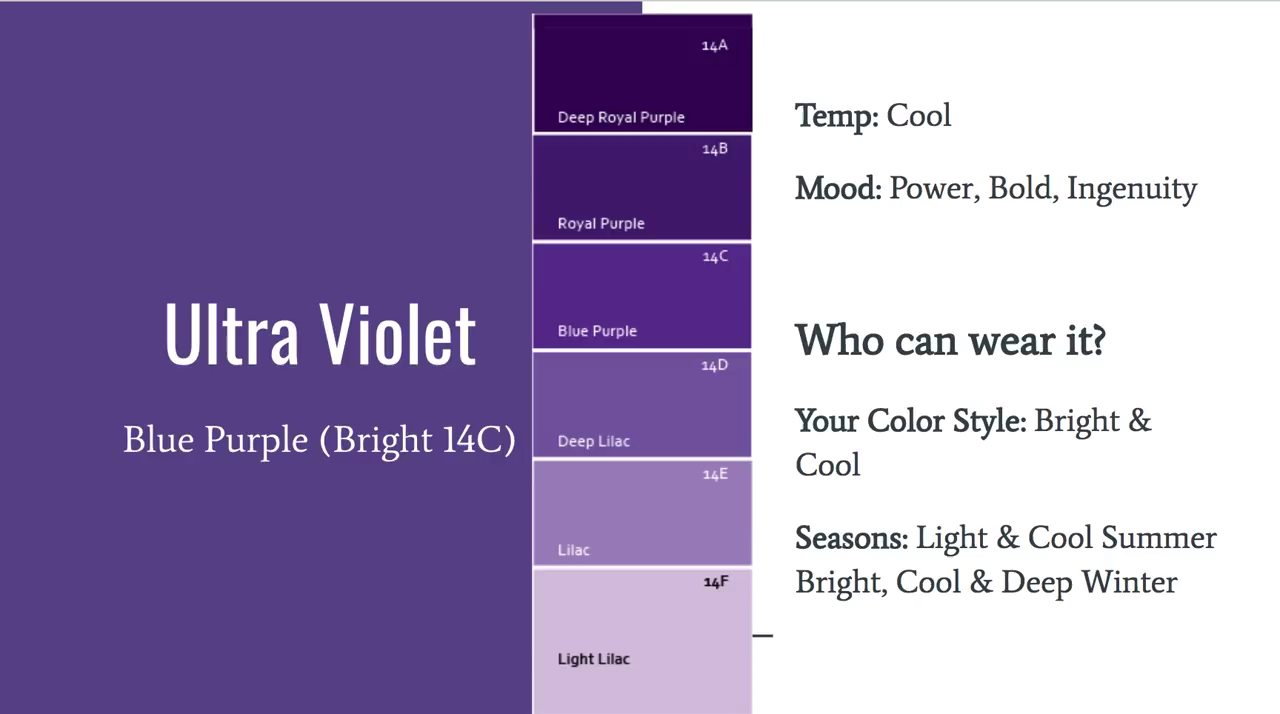 Ultra Violet
Blue Purple (Bright 14C)
14A
Deep Royal Purple
14B
Royal Purple
14C
Blue Purple
14D
Deep Lilac
14E
Lilac
14F
Light Lilac
Temp: Cool
Mood: Power, Bold, Ingenuity
Who can wear it?
Your Color Style: Bright &
Cool
Seasons: Light & Cool Summer
Bright, Cool & Deep Winter